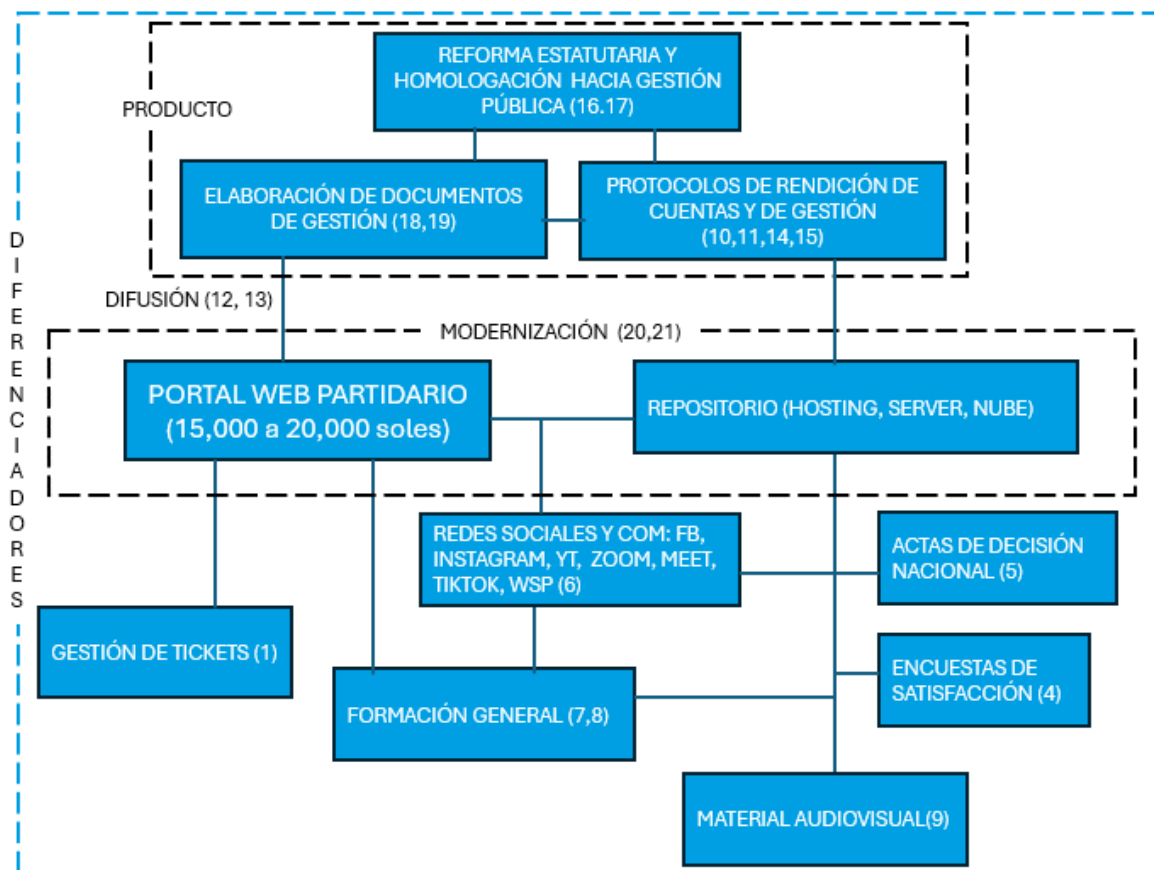 REFORMA ESTATUTARIA Y
HOMOLOGACIÓN HACIA GESTIÓN
PÚBLICA (16.17)
PRODUCTO
ELABORACIÓN DE DOCUMENTOS
DE GESTIÓN (18,19)
PROTOCOLOS DE RENDICIÓN DE
CUENTAS Y DE GESTIÓN
(10,11,14,15)
DIFERENCIADORES
DIFUSIÓN (12, 13)
MODERNIZACIÓN (20,21)
PORTAL WEB PARTIDARIO
(15,000 a 20,000 soles)
REPOSITORIO (HOSTING, SERVER, NUBE)
REDES SOCIALES Y COM: FB,
INSTAGRAM, YT, ZOOM, MEET,
TIKTOK, WSP (6)
ACTAS DE DECISIÓN
NACIONAL (5)
GESTIÓN DE TICKETS (1)
ENCUESTAS DE
SATISFACCIÓN (4)
FORMACIÓN GENERAL (7,8)
MATERIAL AUDIOVISUAL(9)